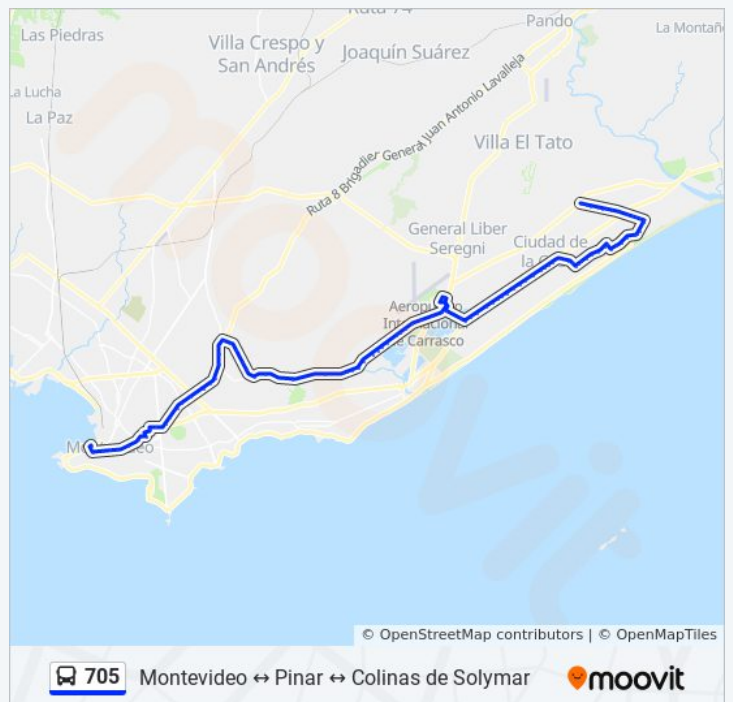 Ruta 74
Pando
Las Piedras
La Montañ
Villa Crespo y
San Andrés
Joaquín Suárez
La Lucha
La Paz
Ruta 8 Brigadier General Juan Antonio Lavalleja
Villa El Tato
General Liber
Seregni
Ciudad de
la C
Aeropuerto
Internacional
de Carrasco
Montevideo
moovit
© OpenStreetMap contributors | © OpenMapTiles
705 Montevideo ↔ Pinar ↔ Colinas de Solymar
moovit